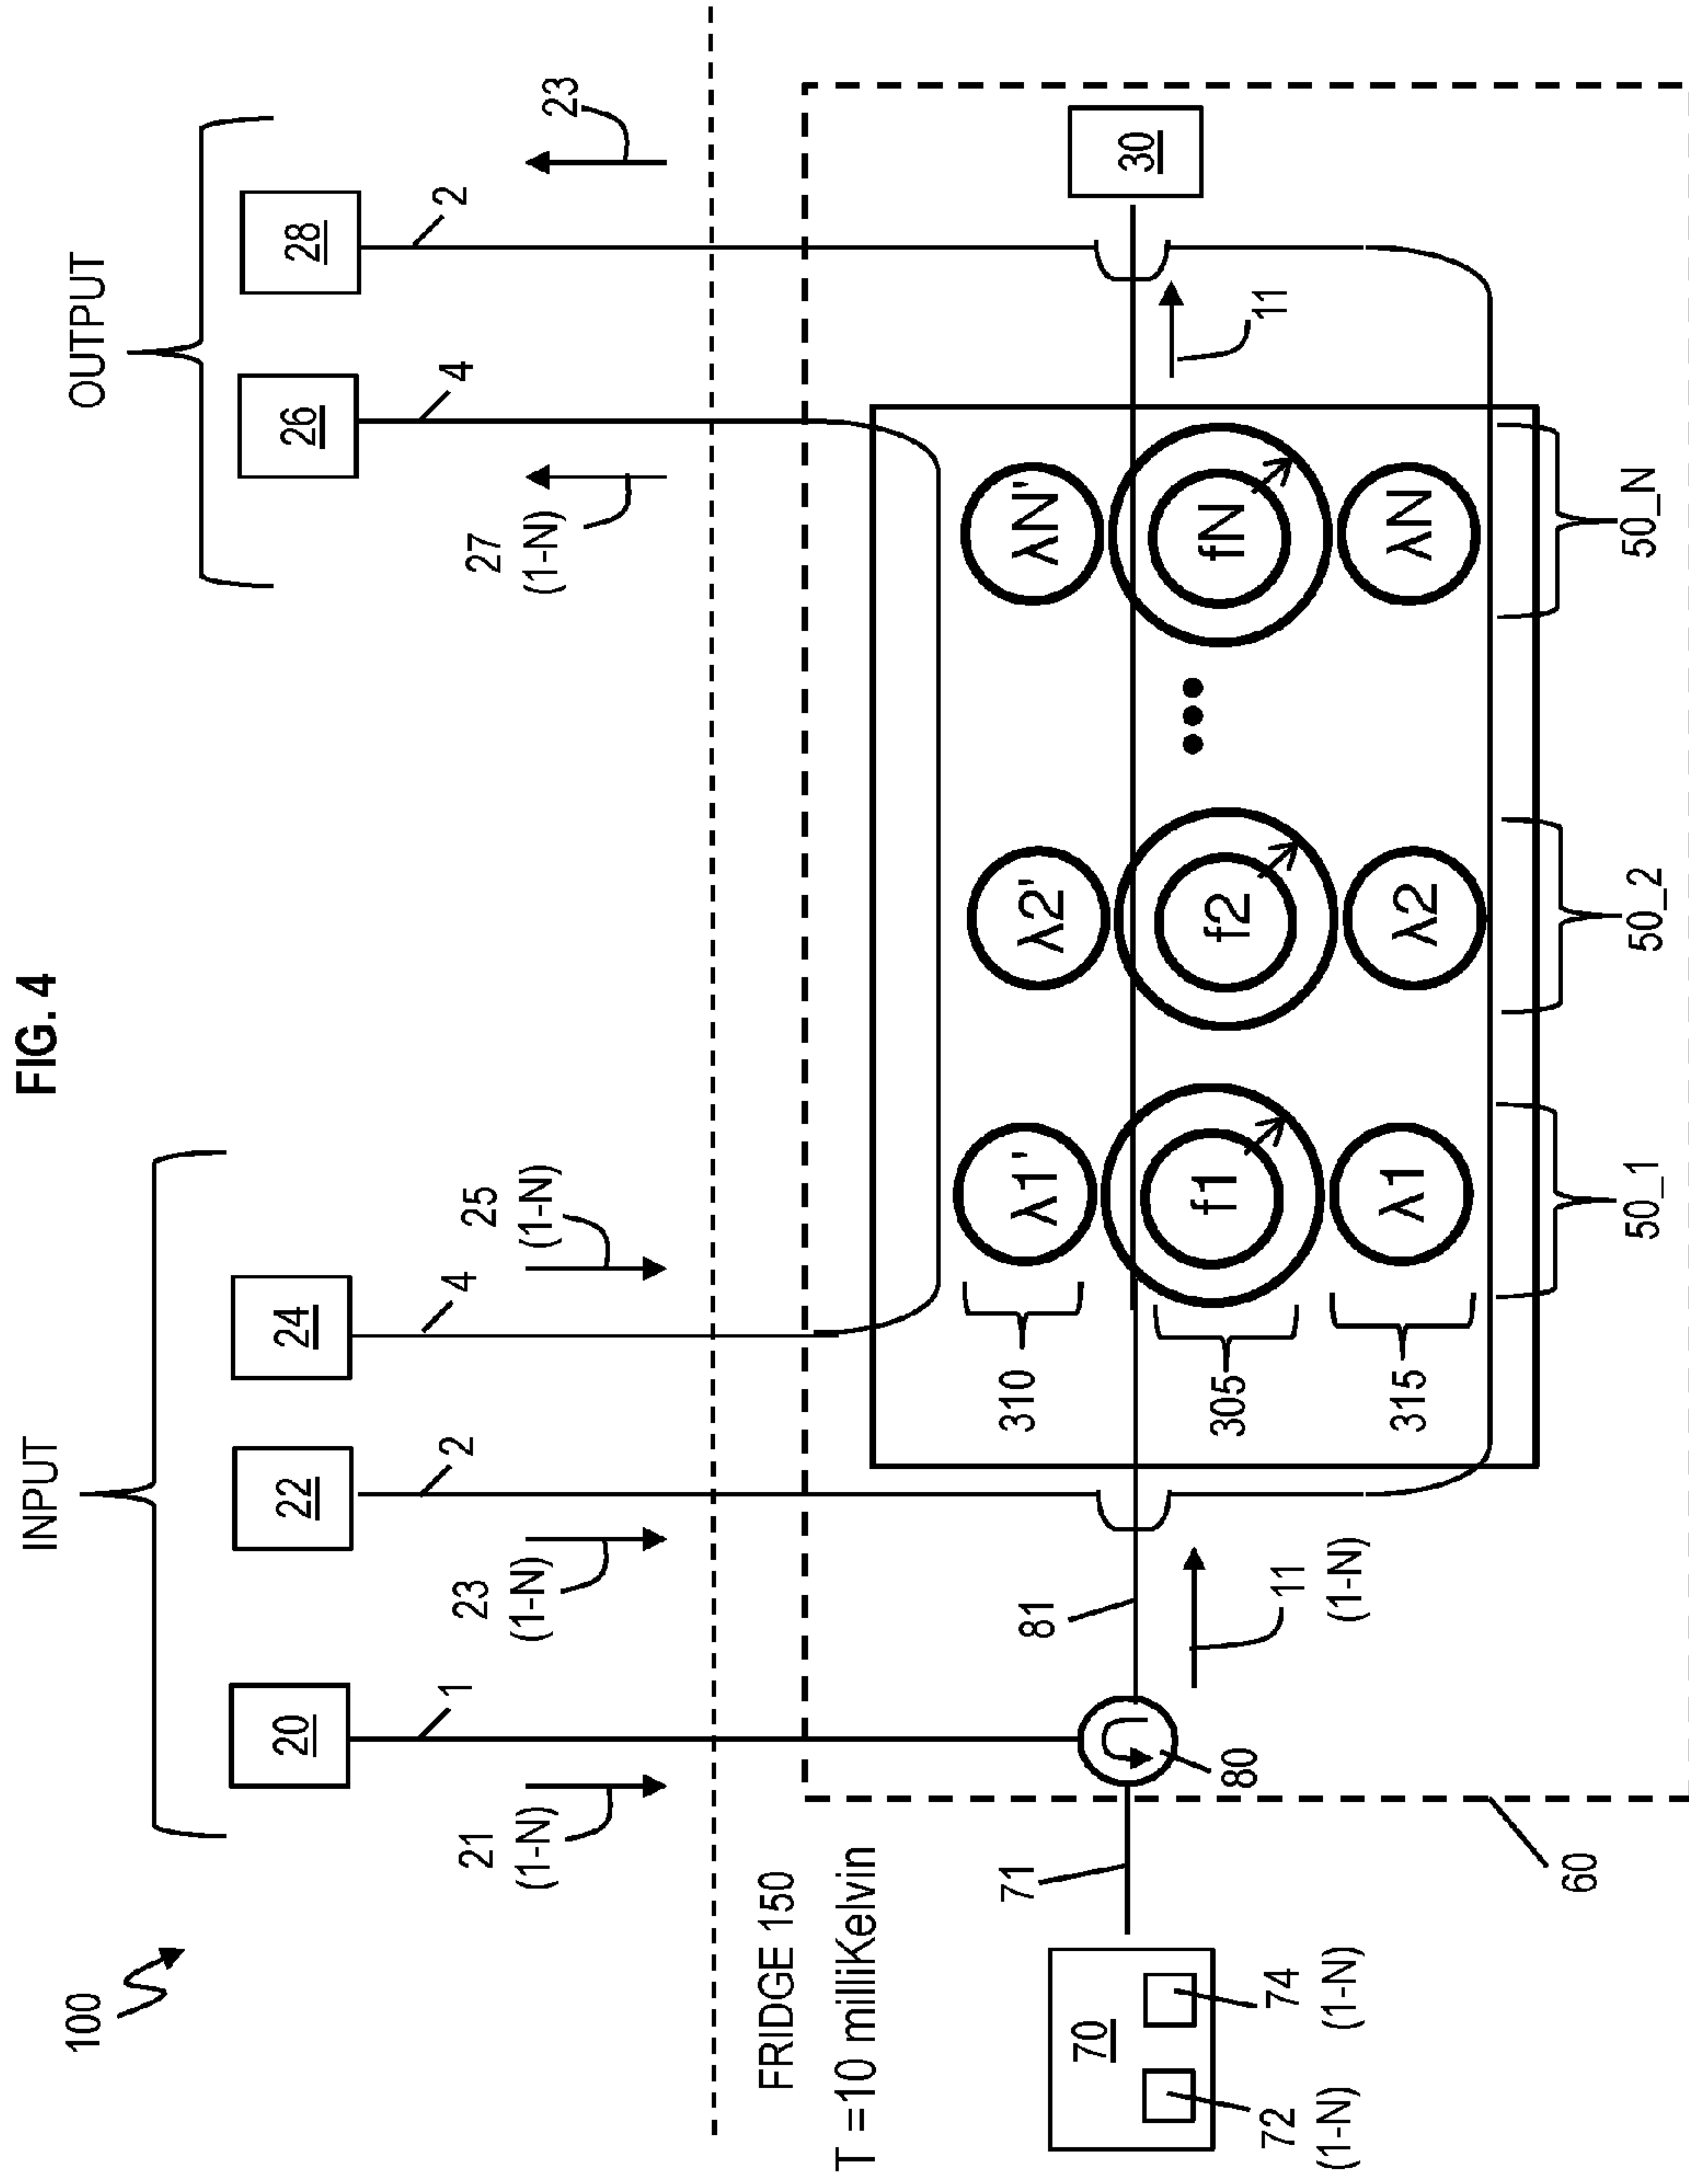 FIG. 4
100
INPUT
OUTPUT
20
22
24
26
28
1
2
4
4
2
21
(1-N)
23
(1-N)
25
(1-N)
27
(1-N)
23
FRIDGE 150
T =10 milliKelvin
70
72
(1-N)
74
(1-N)
71
80
81
11
(1-N)
60
310
305
315
λ1'
λ2'
λN'
f1
f2
fN
λ1
λ2
λN
50_1
50_2
50_N
11
30